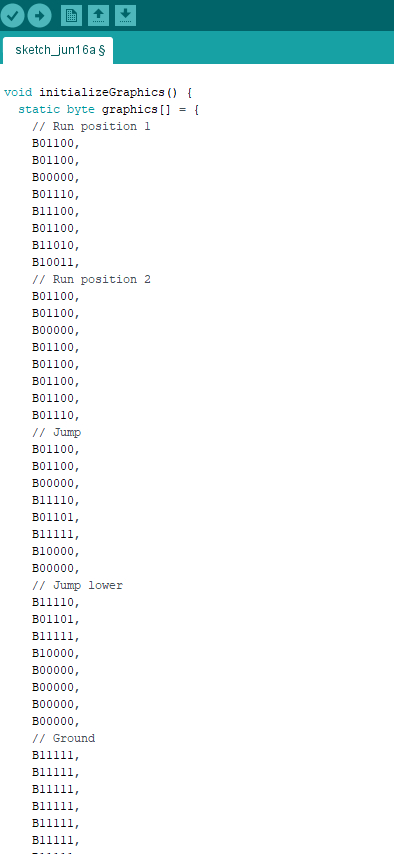 sketch_jun16a §
void initializeGraphics() {
  static byte graphics[] = {
    // Run position 1
    B01100,
    B01100,
    B00000,
    B01110,
    B11100,
    B01100,
    B11010,
    B10011,
    // Run position 2
    B01100,
    B01100,
    B00000,
    B01100,
    B01100,
    B01100,
    B01100,
    B01110,
    // Jump
    B01100,
    B01100,
    B00000,
    B11110,
    B01101,
    B11111,
    B10000,
    B00000,
    // Jump lower
    B11110,
    B01101,
    B11111,
    B10000,
    B00000,
    B00000,
    B00000,
    B00000,
    // Ground
    B11111,
    B11111,
    B11111,
    B11111,
    B11111,
    B11111,